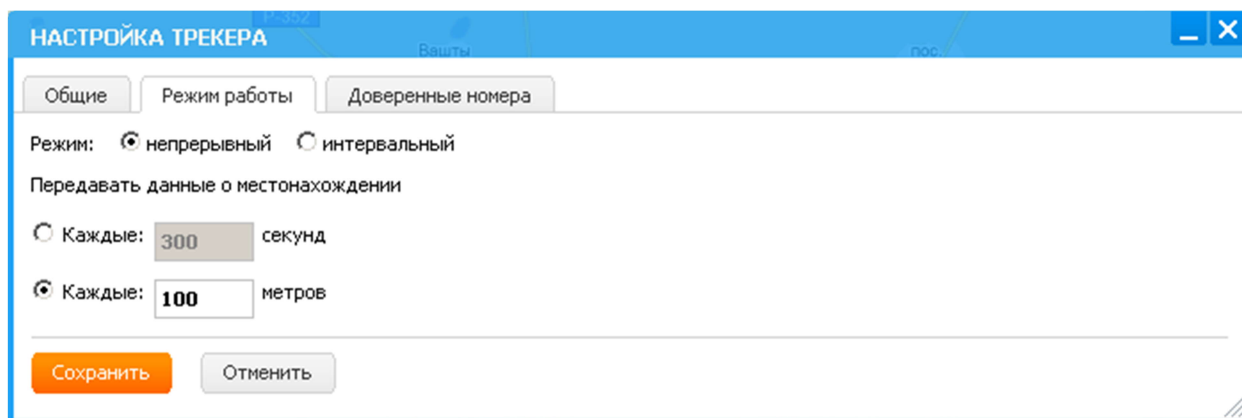 Р-352
НАСТРОЙКА ТРЕКЕРА
Вашты
пос.
Общие Режим работы Доверенные номера
Режим: непрерывный интервальный
Передавать данные о местонахождении
Каждые: 300 секунд
Каждые: 100 метров
Сохранить Отменить